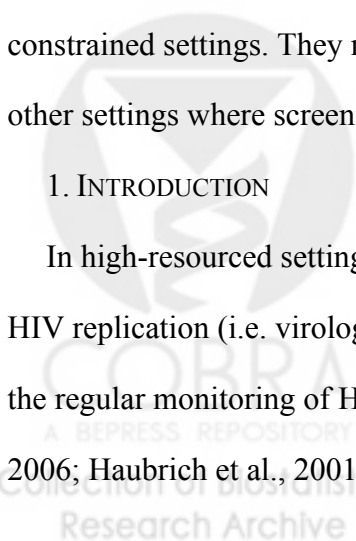 constrained settings. They
other settings where screen
1. INTRODUCTION
In high-resourced setting
HIV replication (i.e. virolog
the regular monitoring of H
COBRA
A BEPRESS REPOSITORY
2006; Haubrich et al., 2001
Collection of Biostatis
Research Archive